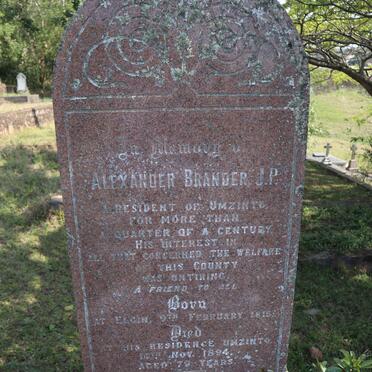 In Memory of
ALEXANDER BRANDER J.P.
A RESIDENT OF UMZINTO
FOR MORE THAN
A QUARTER OF A CENTURY
HIS INTEREST IN
ALL THAT CONCERNED THE WELFARE
OF THIS COUNTY
WAS UNTIRING,
A FRIEND TO ALL
Born
AT ELGIN, 9TH FEBRUARY 1815.
Died
AT HIS RESIDENCE UMZINTO
NOV. 1894,
AGED 79 YEARS.